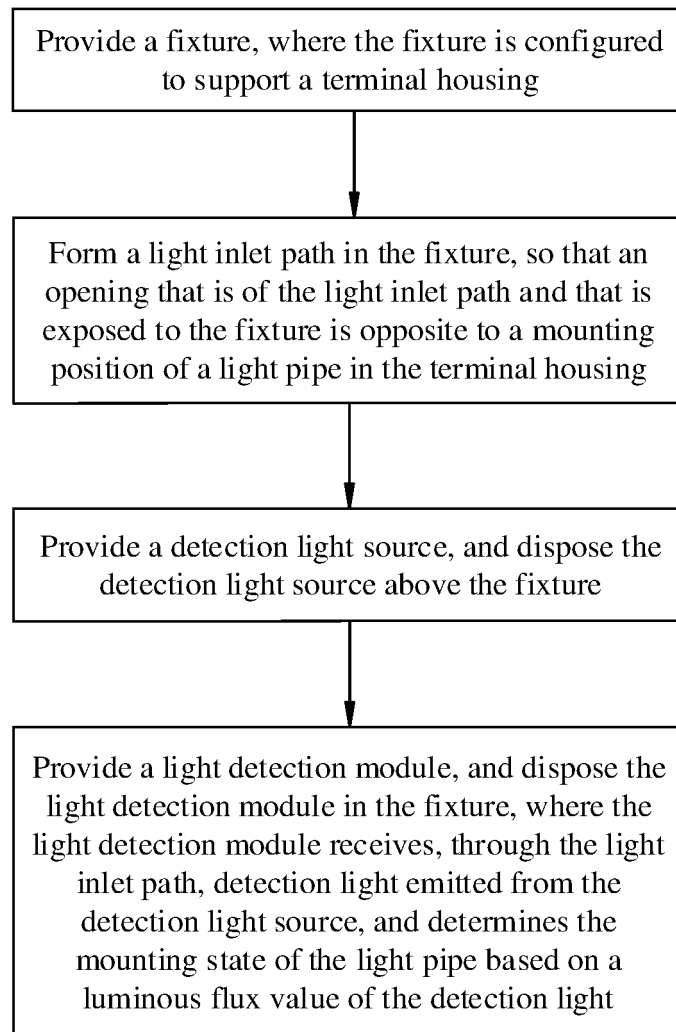 Provide a fixture, where the fixture is configured
to support a terminal housing
Form a light inlet path in the fixture, so that an
opening that is of the light inlet path and that is
exposed to the fixture is opposite to a mounting
position of a light pipe in the terminal housing
Provide a detection light source, and dispose the
detection light source above the fixture
Provide a light detection module, and dispose the
light detection module in the fixture, where the
light detection module receives, through the light
inlet path, detection light emitted from the
detection light source, and determines the
mounting state of the light pipe based on a
luminous flux value of the detection light